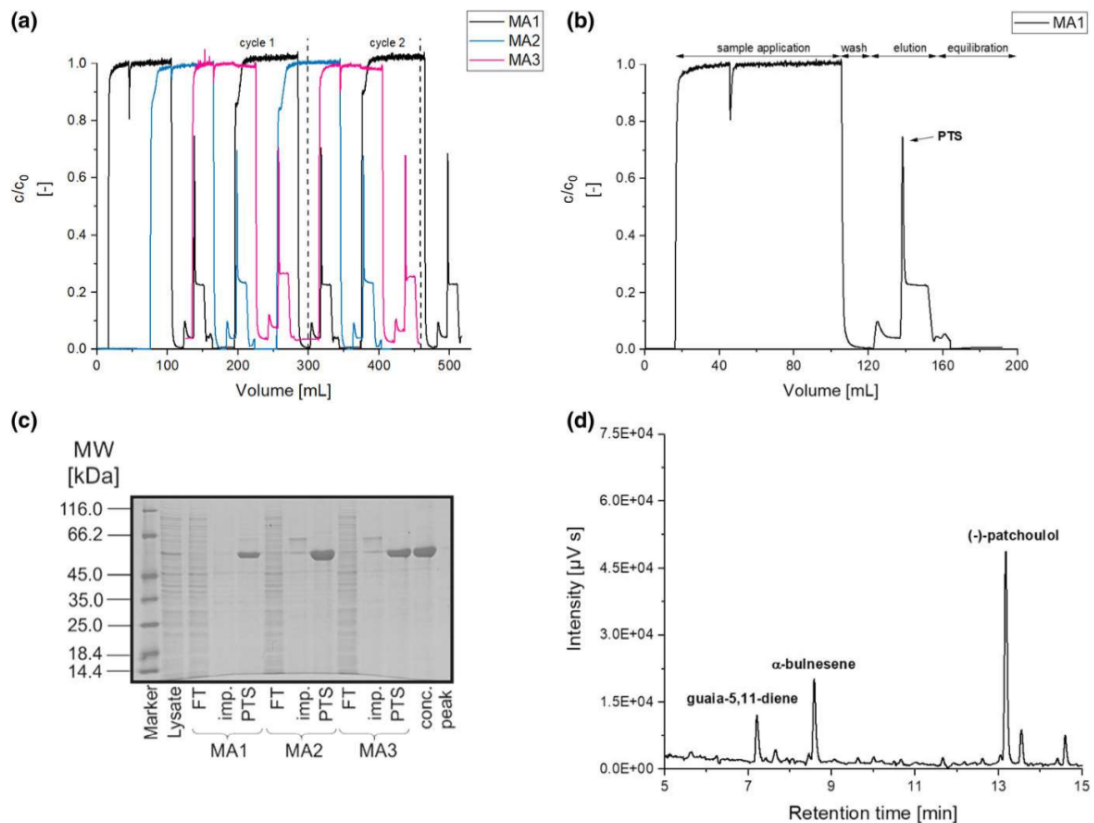 (a)
MA1
MA2
MA3
cycle 1
cycle 2
1.0
0.8
0.6
0.4
0.2
0.0
c/c₀
[-]
0
100
200
300
400
500
Volume [mL]
(b)
MA1
sample application
wash
elution
equilibration
PTS
1.0
0.8
0.6
0.4
0.2
0.0
c/c₀
[-]
0
40
80
120
160
200
Volume [mL]
(c)
MW
[kDa]
116.0
66.2
45.0
35.0
25.0
18.4
14.4
Marker
Lysate
FT
imp.
PTS
FT
imp.
PTS
FT
imp.
PTS
conc.
peak
MA1
MA2
MA3
(d)
7.5E+04
6.0E+04
4.5E+04
3.0E+04
1.5E+04
0.0E+00
Intensity [µV s]
guaia-5,11-diene
α-bulnesene
(-)-patchoulol
5
7
9
11
13
15
Retention time [min]